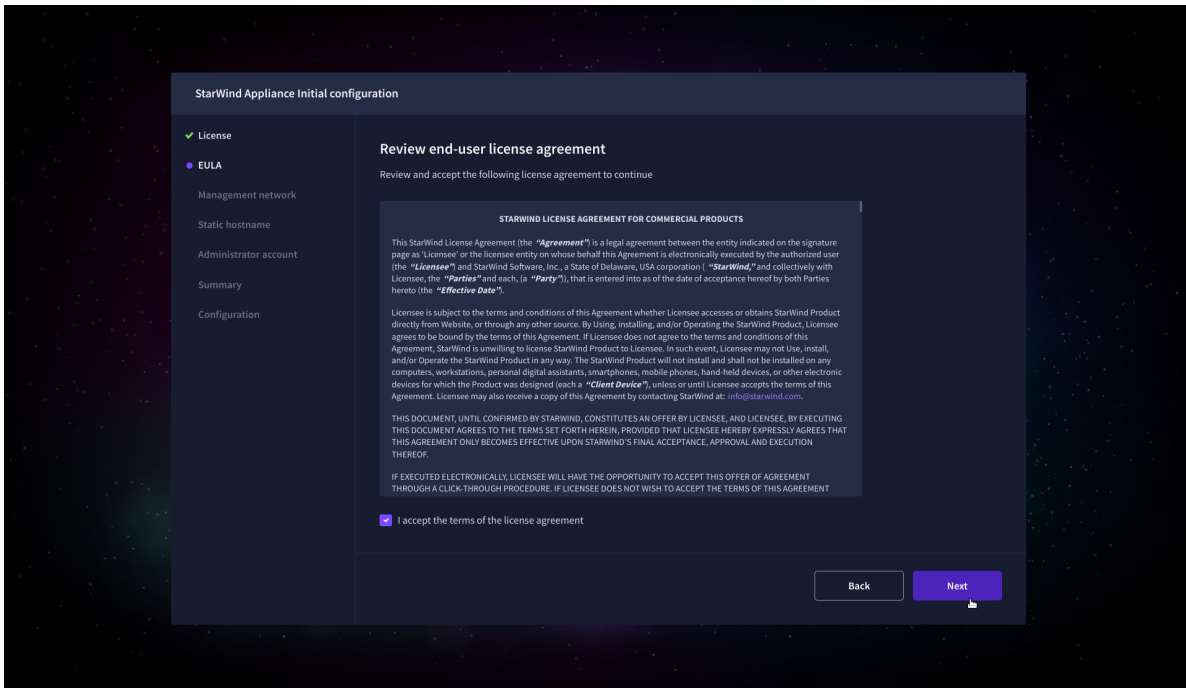 StarWind Appliance Initial configuration
License
EULA
Management network
Static hostname
Administrator account
Summary
Configuration
Review end-user license agreement
Review and accept the following license agreement to continue
STARWIND LICENSE AGREEMENT FOR COMMERCIAL PRODUCTS
This StarWind License Agreement (the “Agreement”) is a legal agreement between the entity indicated on the signature
page as 'Licensee' or the licensee entity on whose behalf this Agreement is electronically executed by the authorized user
(the “Licensee”) and StarWind Software, Inc., a State of Delaware, USA corporation ( “StarWind,” and collectively with
Licensee, the “Parties” and each, (a “Party”)), that is entered into as of the date of acceptance hereof by both Parties
hereto (the “Effective Date”).
Licensee is subject to the terms and conditions of this Agreement whether Licensee accesses or obtains StarWind Product
directly from Website, or through any other source. By Using, installing, and/or Operating the StarWind Product, Licensee
agrees to be bound by the terms of this Agreement. If Licensee does not agree to the terms and conditions of this
Agreement, StarWind is unwilling to license StarWind Product to Licensee. In such event, Licensee may not Use, install,
and/or Operate the StarWind Product in any way. The StarWind Product will not install and shall not be installed on any
computers, workstations, personal digital assistants, smartphones, mobile phones, hand-held devices, or other electronic
devices for which the Product was designed (each a “Client Device”), unless or until Licensee accepts the terms of this
Agreement. Licensee may also receive a copy of this Agreement by contacting StarWind at: info@starwind.com.
THIS DOCUMENT, UNTIL CONFIRMED BY STARWIND, CONSTITUTES AN OFFER BY LICENSEE, AND LICENSEE, BY EXECUTING
THIS DOCUMENT AGREES TO THE TERMS SET FORTH HEREIN, PROVIDED THAT LICENSEE HEREBY EXPRESSLY AGREES THAT
THIS AGREEMENT ONLY BECOMES EFFECTIVE UPON STARWIND'S FINAL ACCEPTANCE, APPROVAL AND EXECUTION
THEREOF.
IF EXECUTED ELECTRONICALLY, LICENSEE WILL HAVE THE OPPORTUNITY TO ACCEPT THIS OFFER OF AGREEMENT
THROUGH A CLICK-THROUGH PROCEDURE. IF LICENSEE DOES NOT WISH TO ACCEPT THE TERMS OF THIS AGREEMENT
I accept the terms of the license agreement
Back
Next